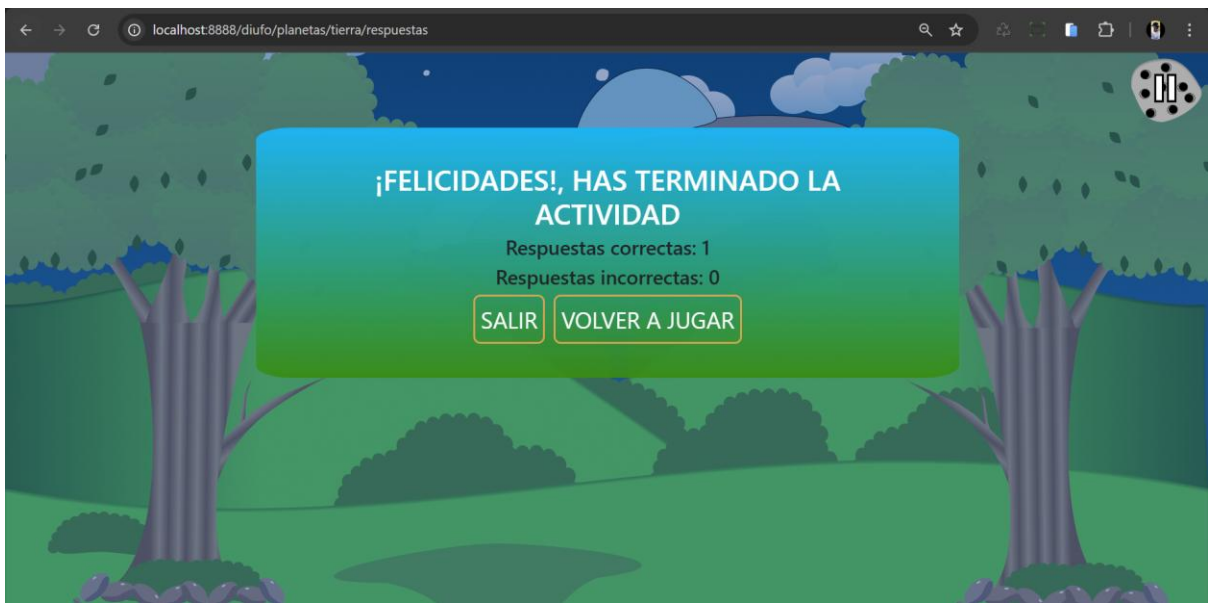 localhost:8888/diufo/planetas/tierra/respuestas
¡FELICIDADES!, HAS TERMINADO LA
ACTIVIDAD
Respuestas correctas: 1
Respuestas incorrectas: 0
SALIR VOLVER A JUGAR